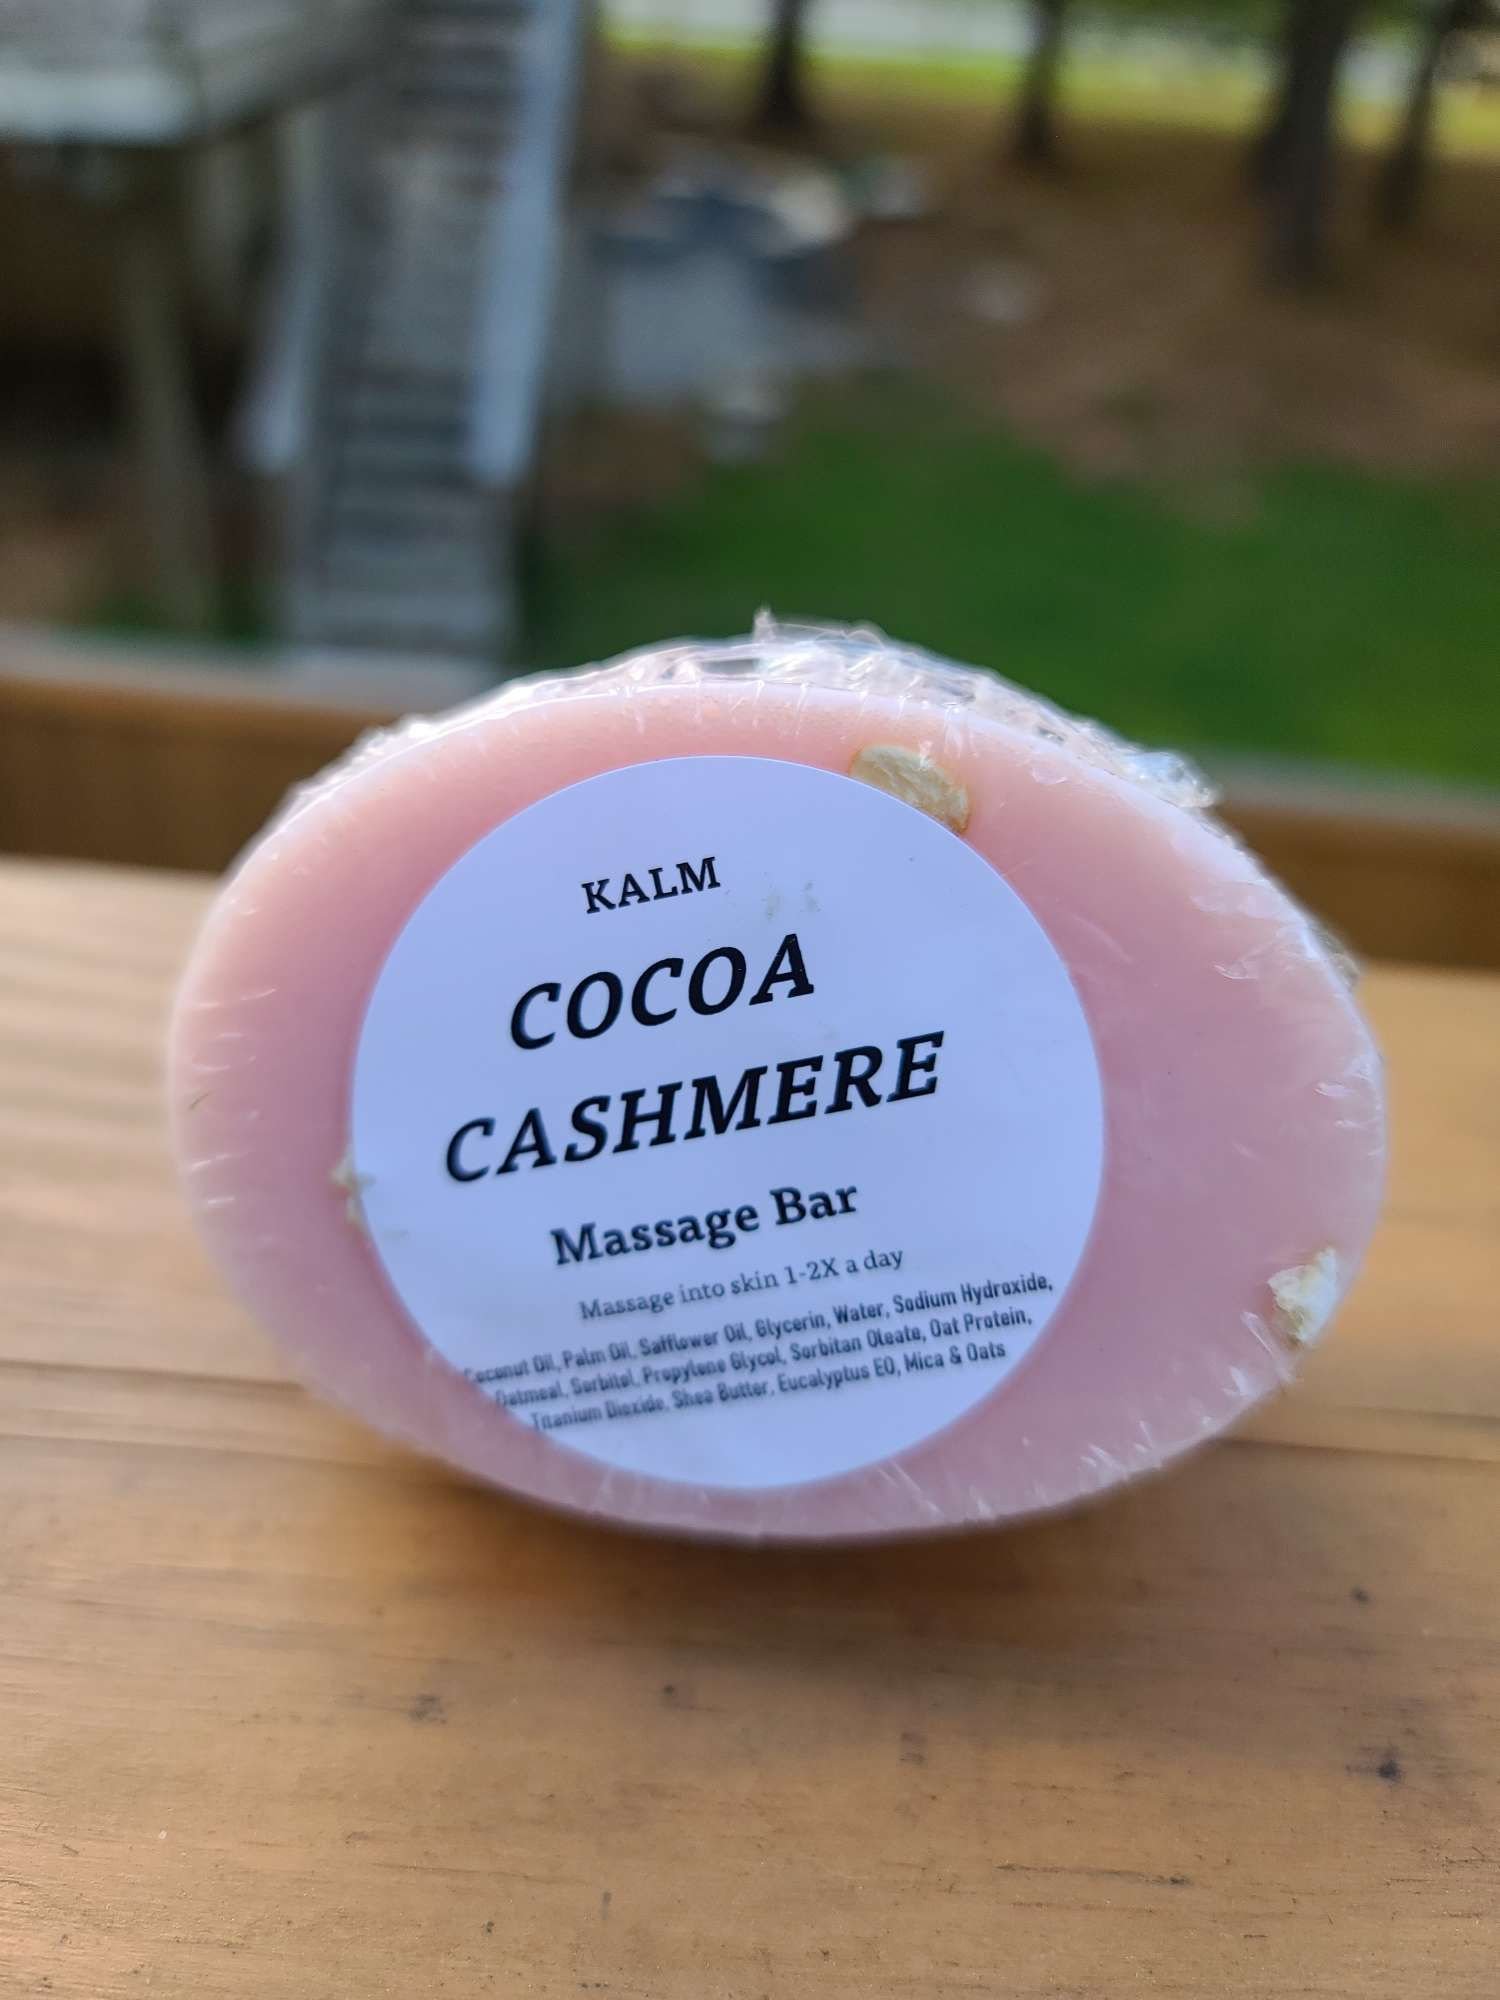 KALM
COCOA
CASHMERE
Massage Bar
Massage into skin 1-2X a day
Coconut Oil, Palm Oil, Safflower Oil, Glycerin, Water, Sodium Hydroxide,
Oatmeal, Sorbitol, Propylene Glycol, Sorbitan Oleate, Oat Protein,
Titanium Dioxide, Shea Butter, Eucalyptus EO, Mica & Oats